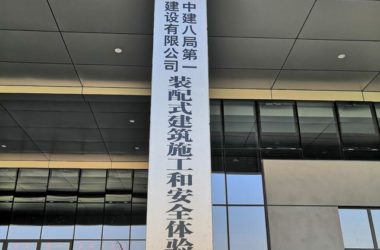 中建八局第一
建设有限公司
装配式建筑施工和安全体验